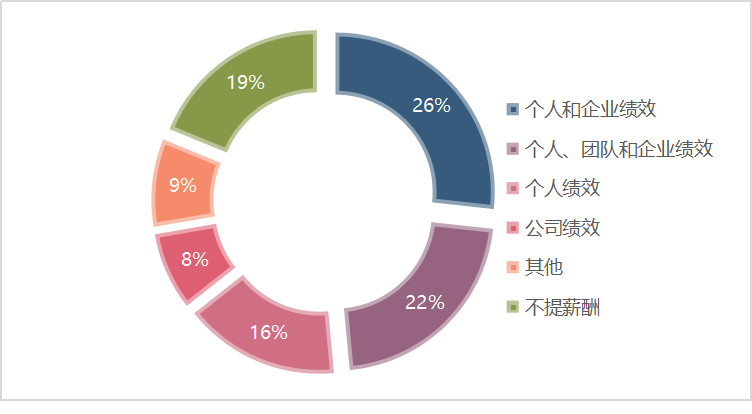 19%
26%
9%
8%
16%
22%
个人和企业绩效
个人、团队和企业绩效
个人绩效
公司绩效
其他
不提薪酬